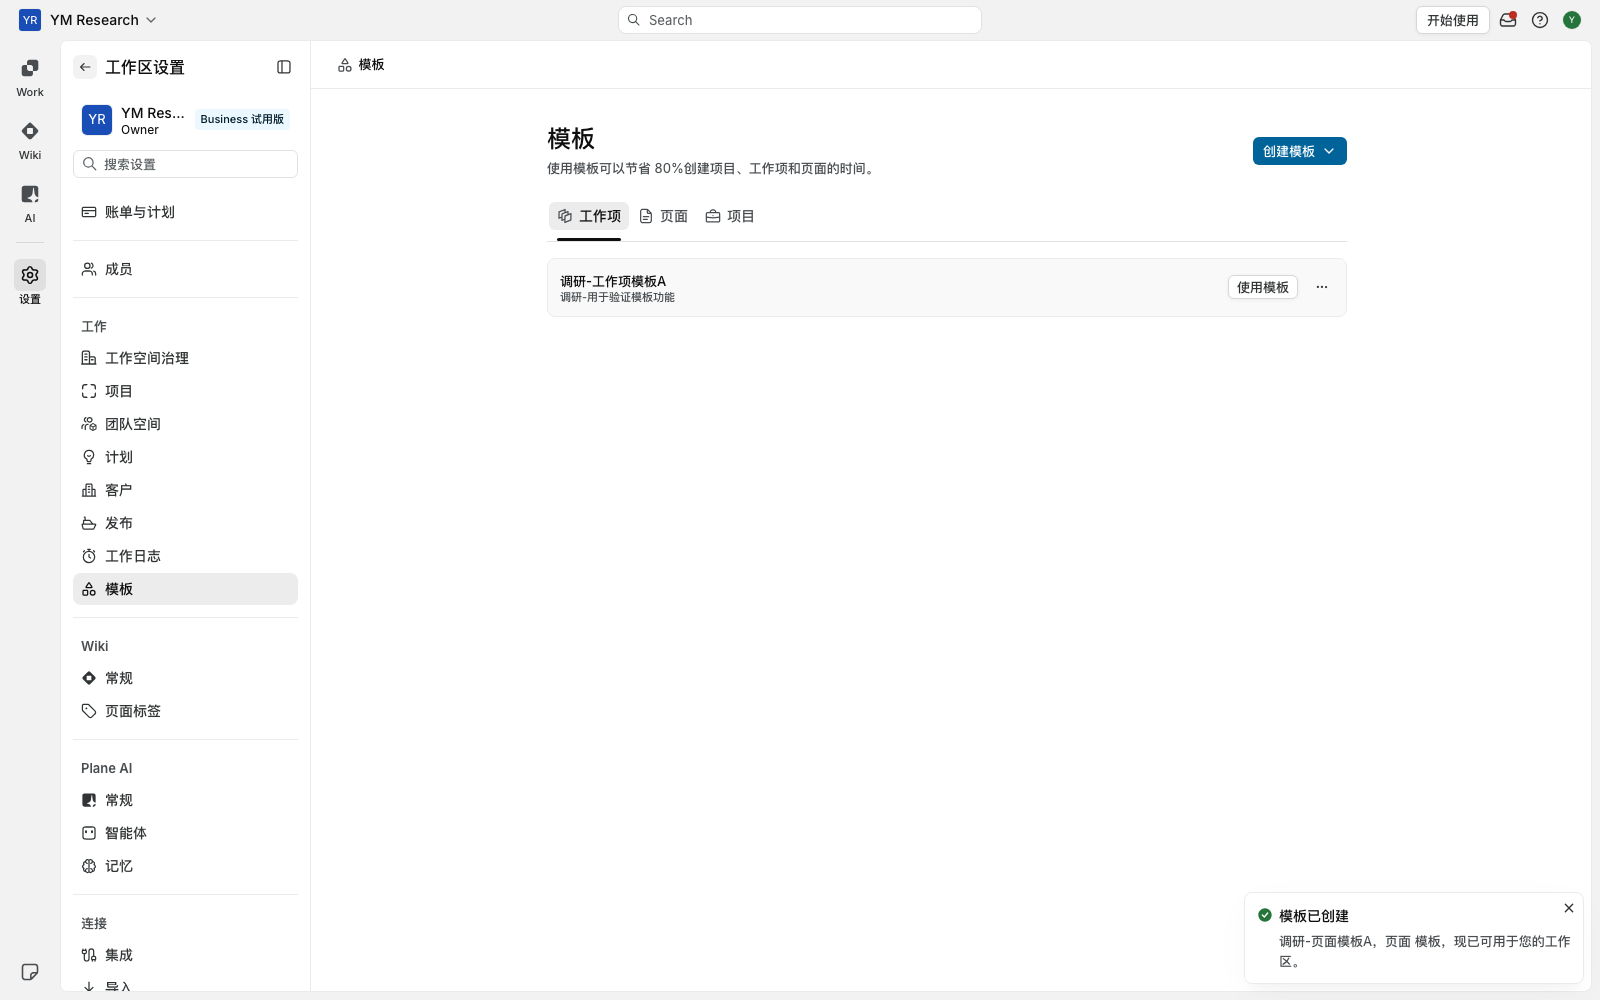 YR YM Research
Search
开始使用
Y
Work
Wiki
AI
设置
工作区设置
YR
YM Res...
Owner
Business 试用版
搜索设置
账单与计划
成员
工作
工作空间治理
项目
团队空间
计划
客户
发布
工作日志
模板
Wiki
常规
页面标签
Plane AI
常规
智能体
记忆
连接
集成
导入
模板
模板
使用模板可以节省 80%创建项目、工作项和页面的时间。
创建模板
工作项
页面
项目
调研-工作项模板A
调研-用于验证模板功能
使用模板
模板已创建
调研-页面模板A，页面 模板，现已可用于您的工作
区。